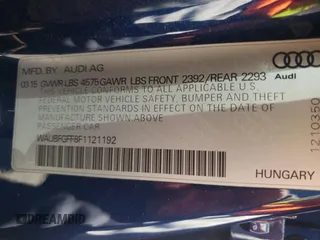 MFD BY: AUDI AG
03 15 GVWR LBS 4575 GAWR LBS FRONT 2392/REAR 2293
THIS VEHICLE CONFORMS TO ALL APPLICABLE U.S
FEDERAL MOTOR VEHICLE SAFETY, BUMPER AND THEFT
PREVENTION STANDARDS IN EFFECT ON THE DATE OF
MANUFACTURE SHOWN ABOVE.
PASSENGER CAR
HUNGARY
Audi
1210350
DREAMBID